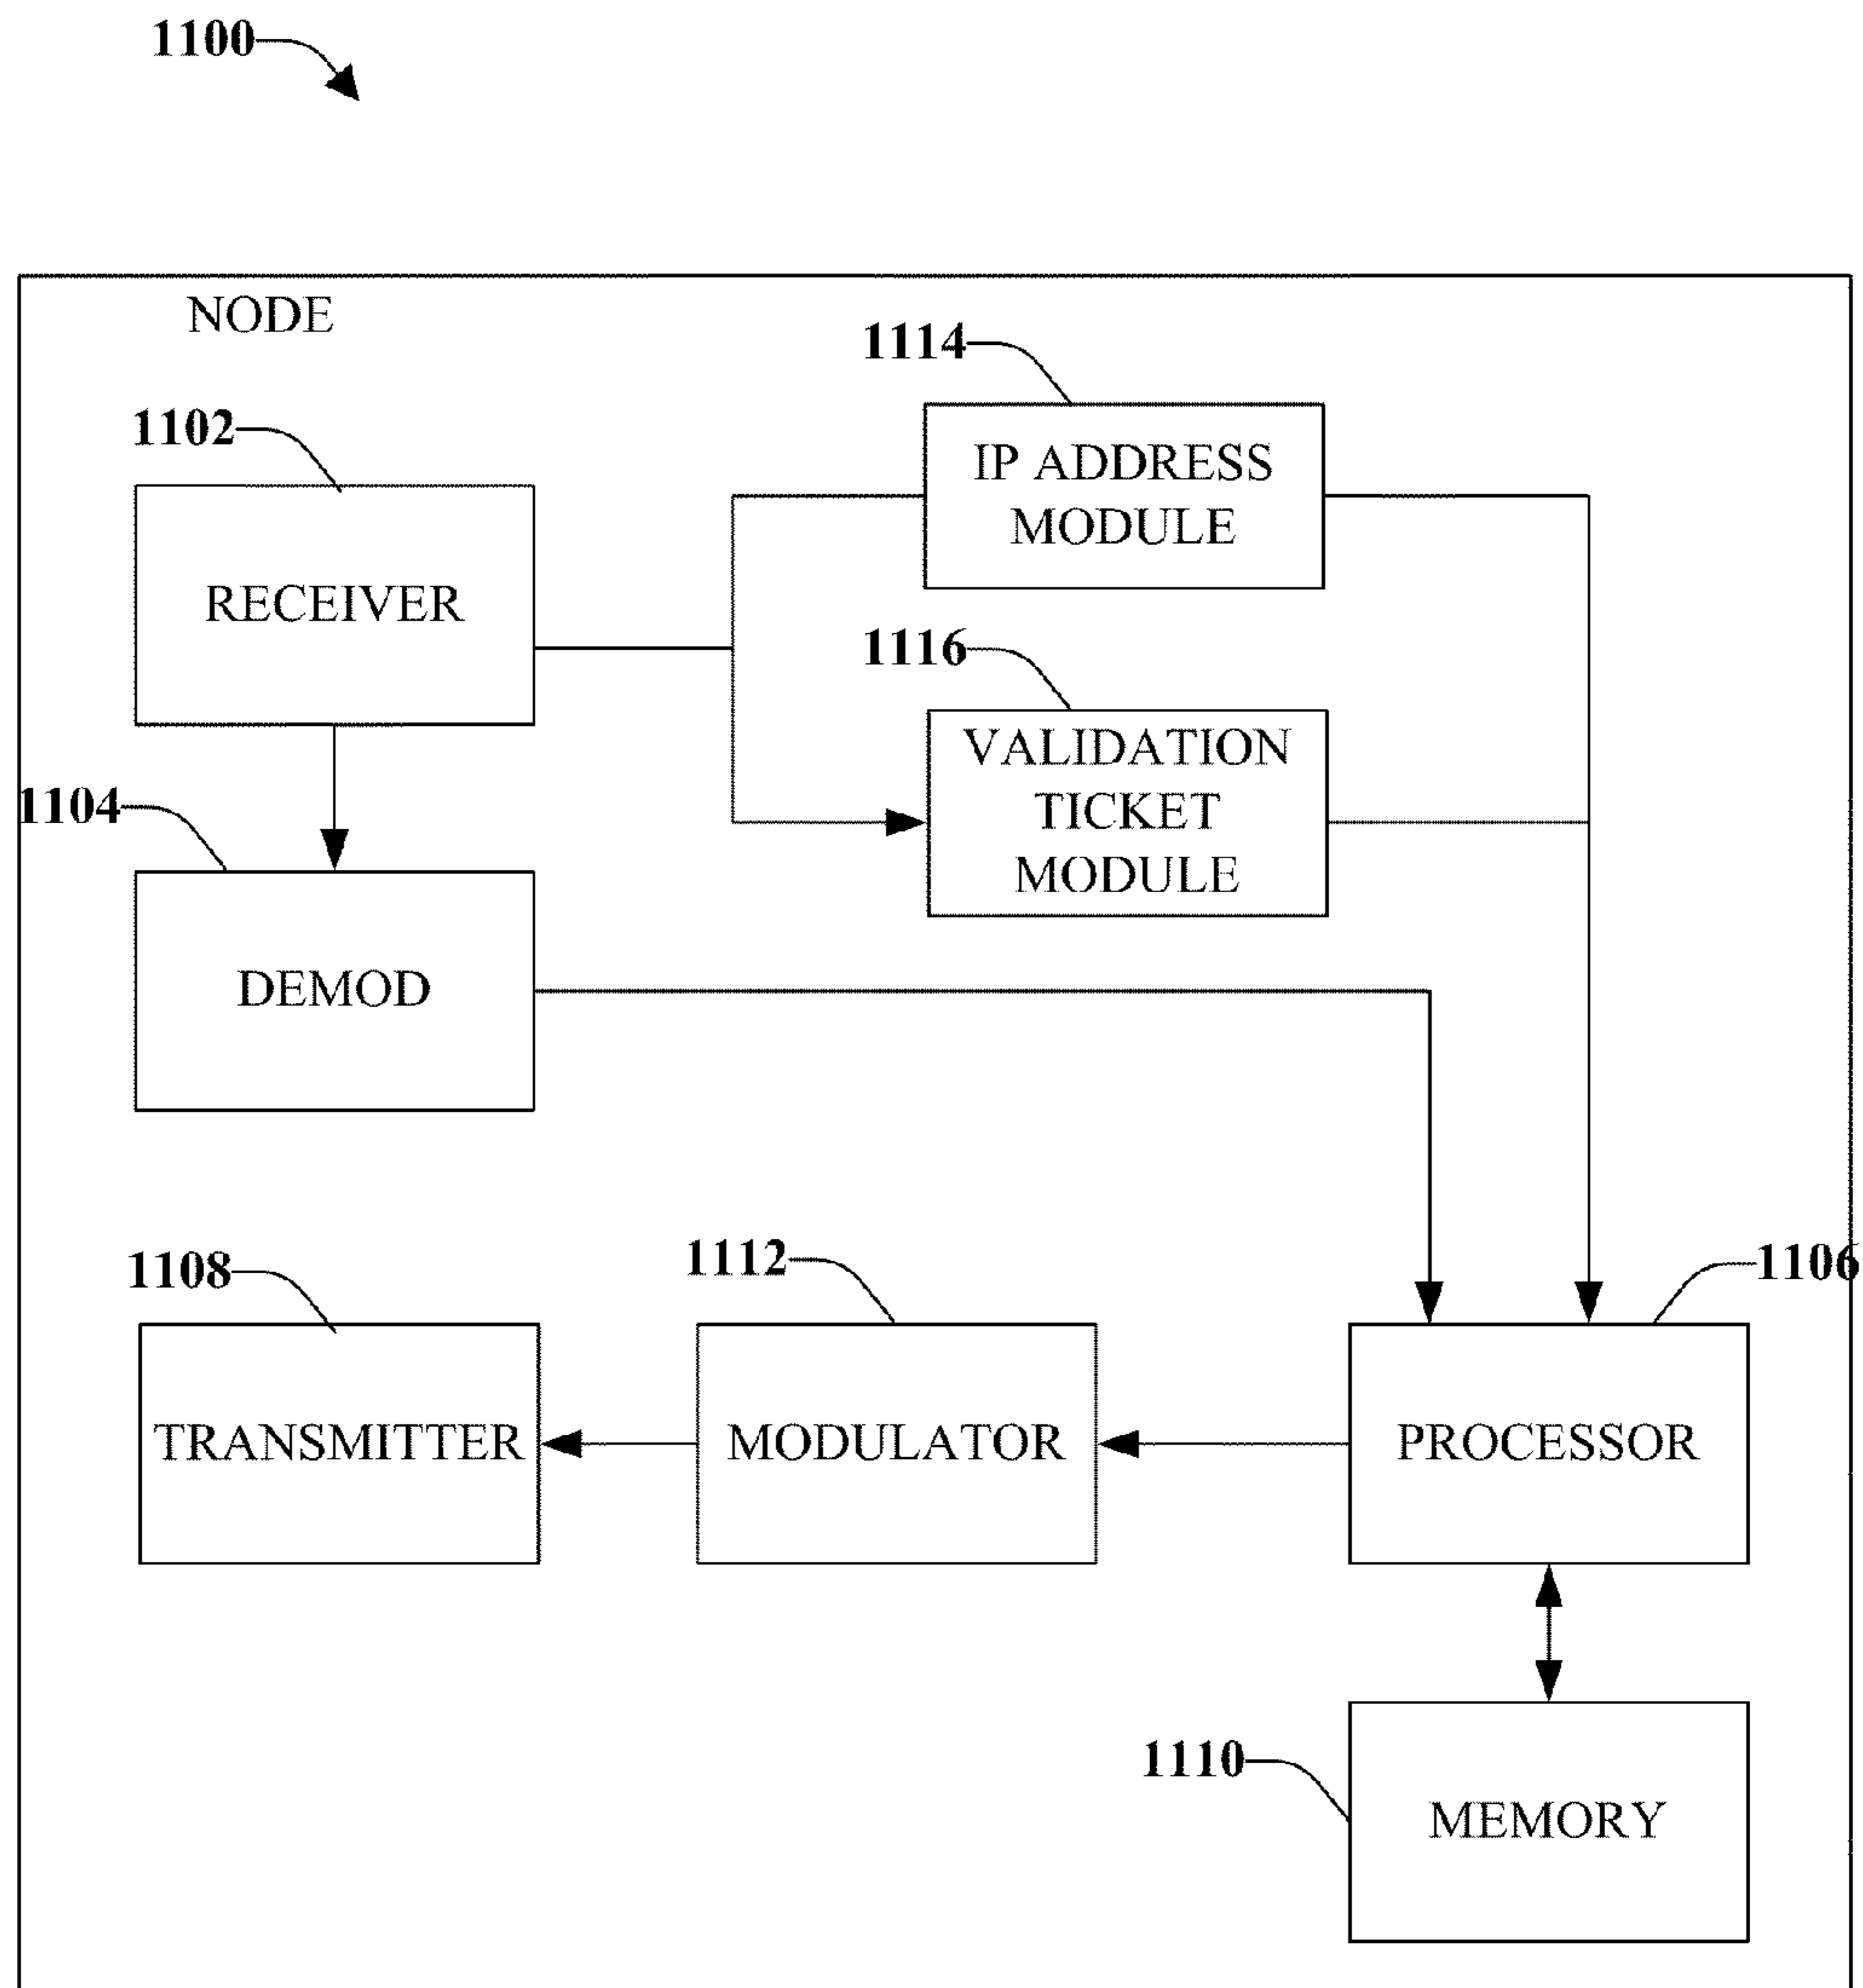 1100
NODE
1114
1102
IP ADDRESS
MODULE
RECEIVER
1116
VALIDATION
TICKET
MODULE
1104
DEMOD
1108
1112
1106
TRANSMITTER
MODULATOR
PROCESSOR
1110
MEMORY